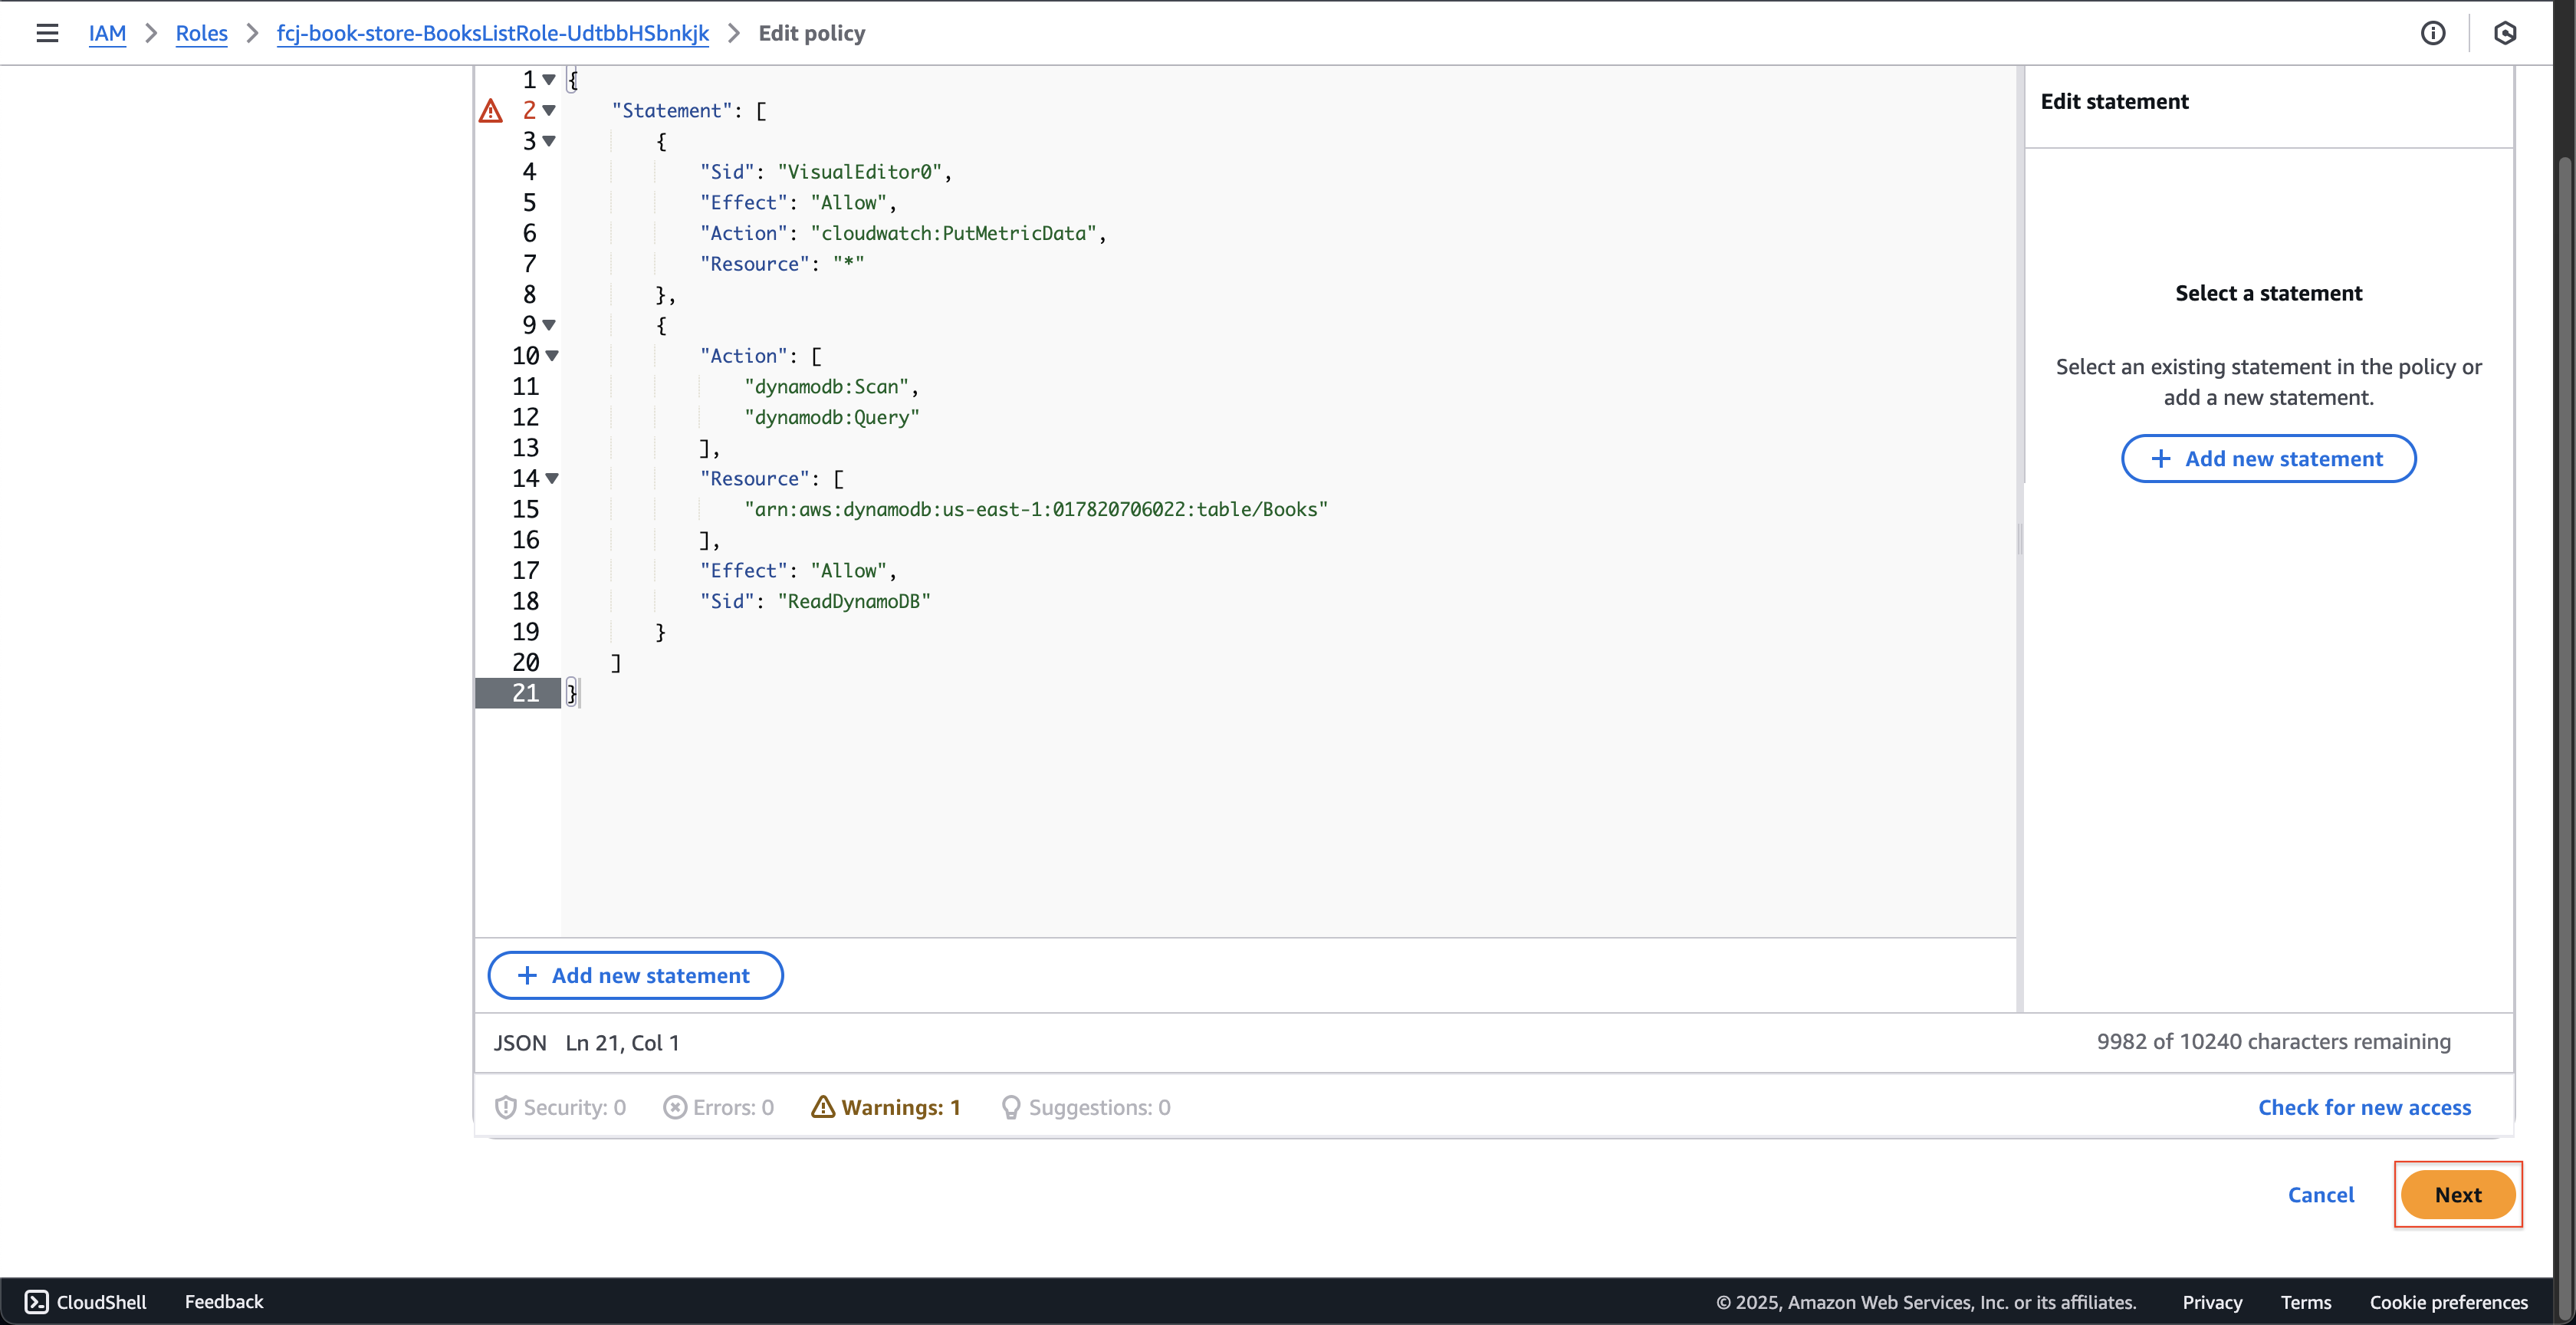 IAM > Roles > fcj-book-store-BooksListRole-UdtbbHSbnkjk > Edit policy
1 {
2 "Statement": [
3 {
4 "Sid": "VisualEditor0",
5 "Effect": "Allow",
6 "Action": "cloudwatch:PutMetricData",
7 "Resource": "*"
8 },
9 {
10 "Action": [
11 "dynamodb:Scan",
12 "dynamodb:Query"
13 ],
14 "Resource": [
15 "arn:aws:dynamodb:us-east-1:017820706022:table/Books"
16 ],
17 "Effect": "Allow",
18 "Sid": "ReadDynamoDB"
19 }
20 ]
21 }
Edit statement
Select a statement
Select an existing statement in the policy or
add a new statement.
+ Add new statement
+ Add new statement
JSON Ln 21, Col 1
9982 of 10240 characters remaining
Security: 0 Errors: 0 Warnings: 1 Suggestions: 0
Check for new access
Cancel Next
CloudShell Feedback
© 2025, Amazon Web Services, Inc. or its affiliates. Privacy Terms Cookie preferences